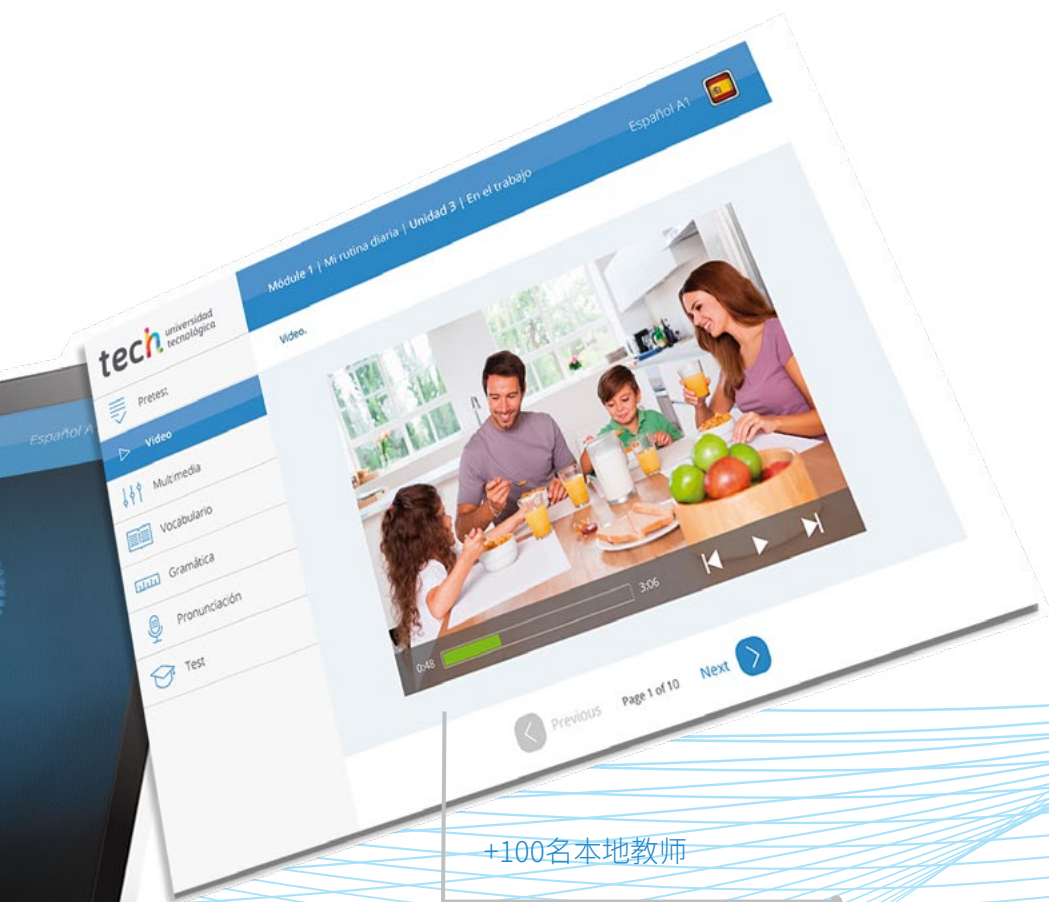 Español A1
Módule 1 | Mi rutina diaria | Unidad 3 | En el trabajo
tech universidad
tecnológica
Video.
Pretest
Video
Multimedia
Vocabulario
Gramática
Pronunciación
Test
0:48
3:06
Previous
Page 1 of 10
Next
Español A
+100名本地教师